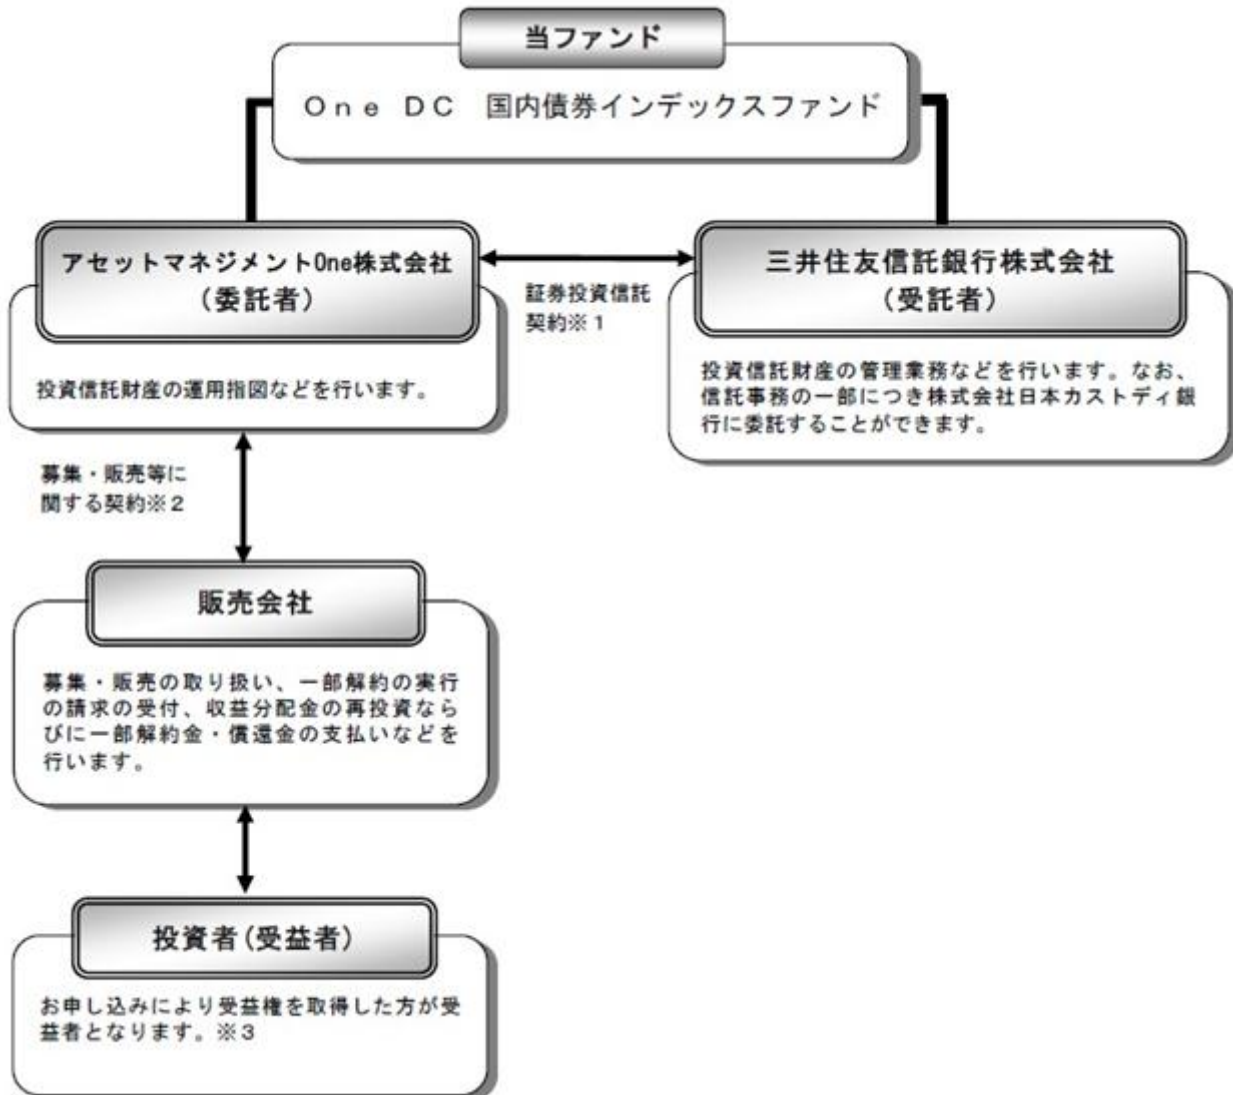 当ファンド
Ｏｎｅ ＤＣ 国内債券インデックスファンド
アセットマネジメントOne株式会社
（委託者）
投資信託財産の運用指図などを行います。
証券投資信託
契約※１
三井住友信託銀行株式会社
（受託者）
投資信託財産の管理業務などを行います。なお、
信託事務の一部につき株式会社日本カストディ銀
行に委託することができます。
募集・販売等に
関する契約※２
販売会社
募集・販売の取り扱い、一部解約の実行
の請求の受付、収益分配金の再投資なら
びに一部解約金・償還金の支払いなどを
行います。
投資者(受益者)
お申し込みにより受益権を取得した方が受
益者となります。※３